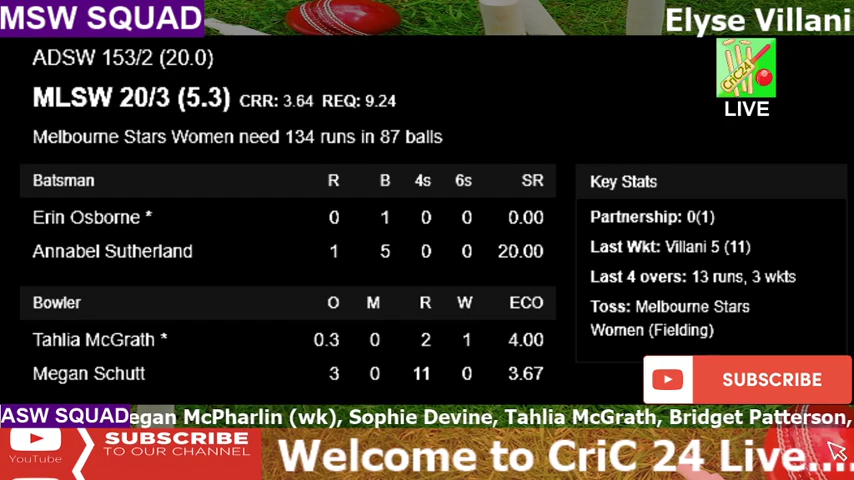 MSW SQUAD
Elyse Villani
ADSW 153/2 (20.0)
CriC24
LIVE
MLSW 20/3 (5.3) CRR: 3.64 REQ: 9.24
Melbourne Stars Women need 134 runs in 87 balls
Batsman R B 4s 6s SR
Erin Osborne * 0 1 0 0 0.00
Annabel Sutherland 1 5 0 0 20.00
Bowler O M R W ECO
Tahlia McGrath * 0.3 0 2 1 4.00
Megan Schutt 3 0 11 0 3.67
Key Stats
Partnership: 0(1)
Last Wkt: Villani 5 (11)
Last 4 overs: 13 runs, 3 wkts
Toss: Melbourne Stars
Women (Fielding)
SUBSCRIBE
ASW SQUAD egan McPharlin (wk), Sophie Devine, Tahlia McGrath, Bridget Patterson,
YouTube
SUBSCRIBE
TO OUR CHANNEL
Welcome to CriC 24 Live....